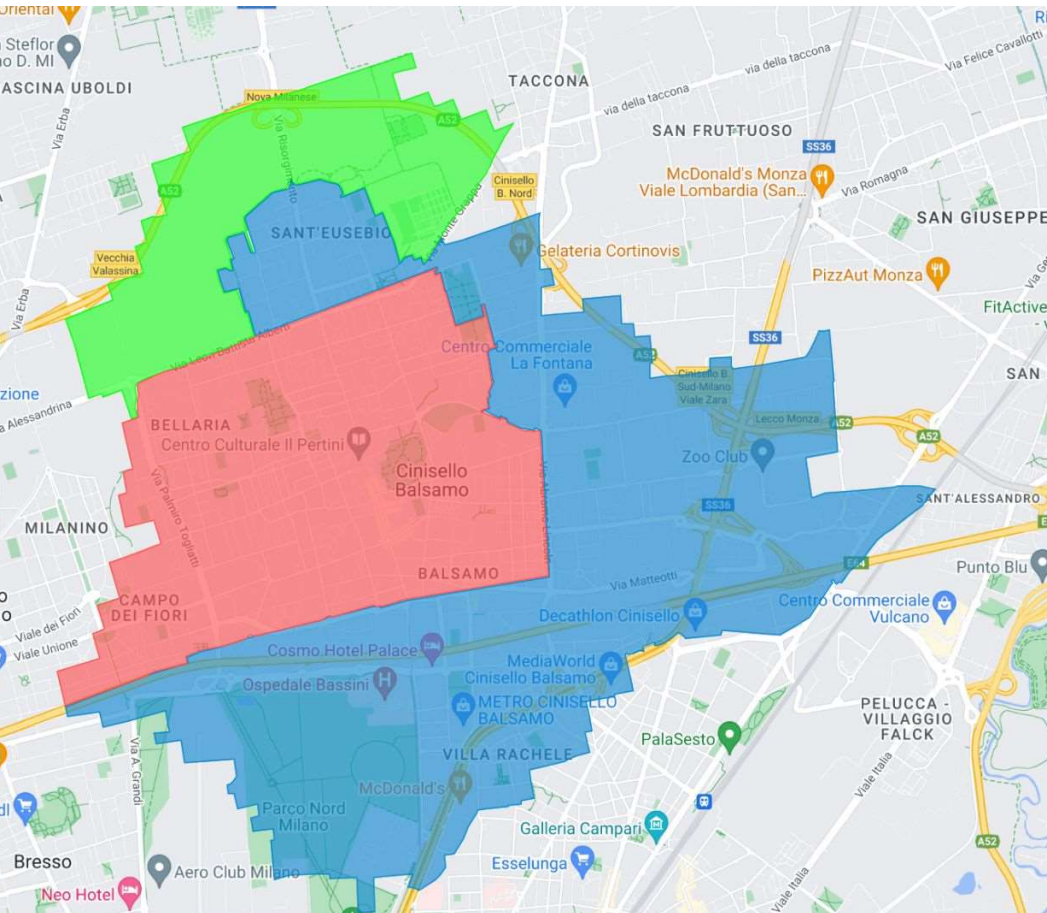 Oriental
Steflor
no D. MI
ASCINA UBOLDI
Via Erba
Nova Milanese
TACCONA
via della taccona
via della taccona
Via Felice Cavallotti
Ri
A52
Via Risorgimento
A52
SAN FRUTTUOSO
SS36
McDonald's Monza
Viale Lombardia (San...
Via Romagna
Cinisello
B. Nord
SAN GIUSEPPE
SANT'EUSEBIO
Via Monte Grappa
Gelateria Cortinovis
PizzAut Monza
Vecchia
Valassina
Via Erba
FitActive
SS36
Via Leon Battista Alberti
Centro Commerciale
La Fontana
A52
Cinisello B.
Sud-Milano
Viale Zara
SAN
zione
a Alessandrina
BELLARIA
Centro Culturale Il Pertini
Lecco Monza
A52
A52
Zoo Club
Cinisello
Balsamo
Via Palmiro Togliatti
Via Abramo Lincoln
SS36
SANT'ALESSANDRO
MILANINO
BALSAMO
Via Matteotti
E64
Punto Blu
CAMPO
DEI FIORI
Viale dei Fiori
Viale Unione
Decathlon Cinisello
Centro Commerciale
Vulcano
Cosmo Hotel Palace
MediaWorld
Cinisello Balsamo
Ospedale Bassini
METRO CINISELLO
BALSAMO
PELUCCA -
VILLAGGIO
FALCK
Via A. Grandi
VILLA RACHELE
PalaSesto
McDonald's
Viale Italia
Parco Nord
Milano
Galleria Campari
A52
Bresso
Aero Club Milano
Esselunga
Neo Hotel
Viale Italia